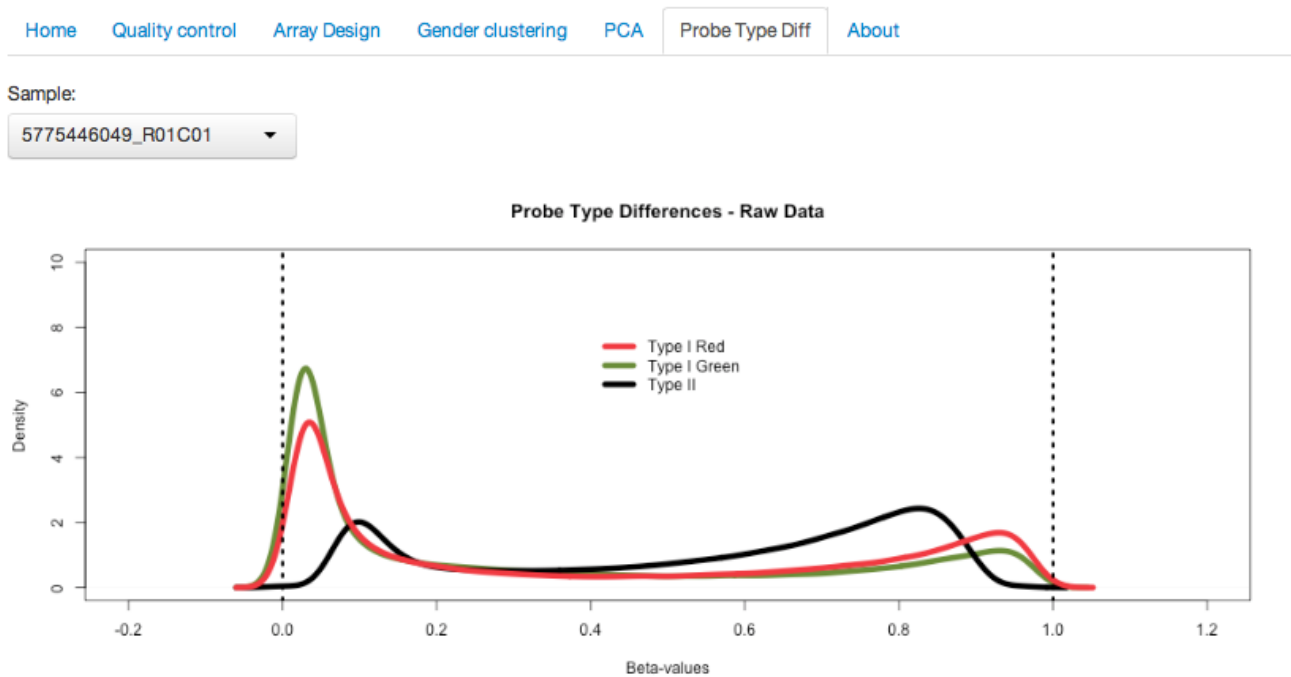 Home Quality control Array Design Gender clustering PCA Probe Type Diff About
Sample:
5775446049_R01C01
Probe Type Differences - Raw Data
10
8
6
4
2
0
Density
Type I Red
Type I Green
Type II
-0.2 0.0 0.2 0.4 0.6 0.8 1.0 1.2
Beta-values